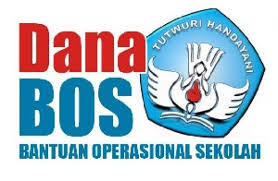 Dana
BOS
TUTWURI HANDAYANI
BANTUAN OPERASIONAL SEKOLAH